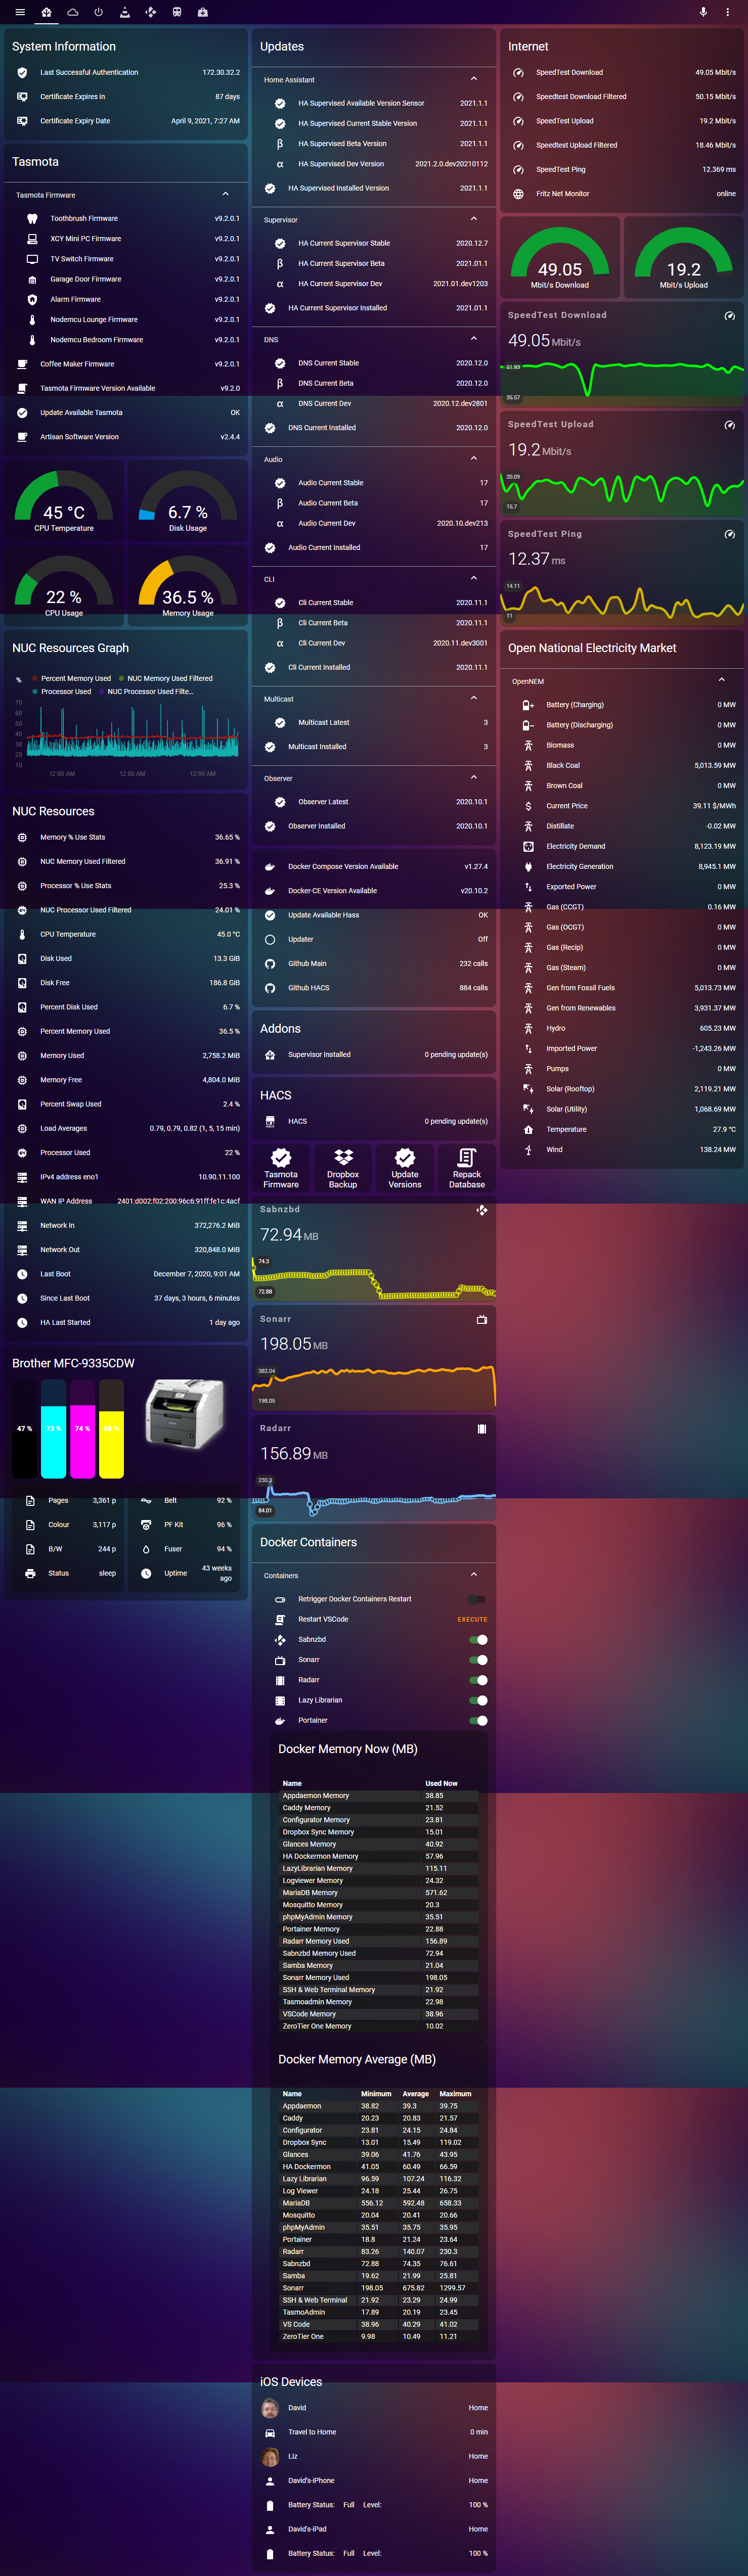 System Information
Last Successful Authentication 172.30.32.2
Certificate Expires in 87 days
Certificate Expiry Date April 9, 2021, 7:27 AM
Tasmota
Tasmota Firmware
Toothbrush Firmware v9.2.0.1
XCY Mini PC Firmware v9.2.0.1
TV Switch Firmware v9.2.0.1
Garage Door Firmware v9.2.0.1
Alarm Firmware v9.2.0.1
Nodemcu Lounge Firmware v9.2.0.1
Nodemcu Bedroom Firmware v9.2.0.1
Coffee Maker Firmware v9.2.0.1
Tasmota Firmware Version Available v9.2.0
Update Available Tasmota OK
Artisan Software Version v2.4.4
45 °C
CPU Temperature
6.7 %
Disk Usage
22 %
CPU Usage
36.5 %
Memory Usage
NUC Resources Graph
% Percent Memory Used NUC Memory Used Filtered
Processor Used NUC Processor Used Filte...
70
60
50
40
30
20
10
12:00 AM 12:00 AM 12:00 AM
NUC Resources
Memory % Use Stats 36.65 %
NUC Memory Used Filtered 36.91 %
Processor % Use Stats 25.3 %
NUC Processor Used Filtered 24.01 %
CPU Temperature 45.0 °C
Disk Used 13.3 GiB
Disk Free 186.8 GiB
Percent Disk Used 6.7 %
Percent Memory Used 36.5 %
Memory Used 2,758.2 MiB
Memory Free 4,804.0 MiB
Percent Swap Used 2.4 %
Load Averages 0.79, 0.79, 0.82 (1, 5, 15 min)
Processor Used 22 %
IPv4 address eno1 10.90.11.100
WAN IP Address 2401:d002:f02:200:96c6:91ff:fe1c:4acf
Network In 372,276.2 MiB
Network Out 320,848.0 MiB
Last Boot December 7, 2020, 9:01 AM
Since Last Boot 37 days, 3 hours, 6 minutes
HA Last Started 1 day ago
Brother MFC-9335CDW
47 % 73 % 74 %
Pages 3,361 p
Colour 3,117 p
B/W 244 p
Status sleep
Belt 92 %
PF Kit 96 %
Fuser 94 %
Uptime 43 weeks
ago
Updates
Home Assistant
HA Supervised Available Version Sensor 2021.1.1
HA Supervised Current Stable Version 2021.1.1
β HA Supervised Beta Version 2021.1.1
α HA Supervised Dev Version 2021.2.0.dev20210112
HA Supervised Installed Version 2021.1.1
Supervisor
HA Current Supervisor Stable 2020.12.7
β HA Current Supervisor Beta 2021.01.1
α HA Current Supervisor Dev 2021.01.dev1203
HA Current Supervisor Installed 2021.01.1
DNS
DNS Current Stable 2020.12.0
β DNS Current Beta 2020.12.0
α DNS Current Dev 2020.12.dev2801
DNS Current Installed 2020.12.0
Audio
Audio Current Stable 17
β Audio Current Beta 17
α Audio Current Dev 2020.10.dev213
Audio Current Installed 17
CLI
Cli Current Stable 2020.11.1
β Cli Current Beta 2020.11.1
α Cli Current Dev 2020.11.dev3001
Cli Current Installed 2020.11.1
Multicast
Multicast Latest 3
Multicast Installed 3
Observer
Observer Latest 2020.10.1
Observer Installed 2020.10.1
Docker Compose Version Available v1.27.4
Docker-CE Version Available v20.10.2
Update Available Hass OK
Updater Off
Github Main 232 calls
Github HACS 884 calls
Addons
Supervisor Installed 0 pending update(s)
HACS
HACS 0 pending update(s)
Tasmota Firmware
Dropbox Backup
Update Versions
Repack Database
Sabnzbd
72.94 MB
74.3
72.88
Sonarr
198.05 MB
382.04
198.05
Radarr
156.89 MB
230.3
84.01
Docker Containers
Containers
Retrigger Docker Containers Restart
Restart VSCode EXECUTE
Sabnzbd
Sonarr
Radarr
Lazy Librarian
Portainer
Docker Memory Now (MB)
Name Used Now
Appdaemon Memory 38.85
Caddy Memory 21.52
Configurator Memory 23.81
Dropbox Sync Memory 15.01
Glances Memory 40.92
HA Dockermon Memory 57.96
LazyLibrarian Memory 115.11
Logviewer Memory 24.32
MariaDB Memory 571.62
Mosquitto Memory 20.3
phpMyAdmin Memory 35.51
Portainer Memory 22.88
Radarr Memory Used 156.89
Sabnzbd Memory Used 72.94
Samba Memory 21.04
Sonarr Memory Used 198.05
SSH & Web Terminal Memory 21.92
Tasmoadmin Memory 22.98
VSCode Memory 38.96
ZeroTier One Memory 10.02
Docker Memory Average (MB)
Name Minimum Average Maximum
Appdaemon 38.82 39.3 39.75
Caddy 20.23 20.83 21.57
Configurator 23.81 24.15 24.84
Dropbox Sync 13.01 15.49 119.02
Glances 39.06 41.76 43.95
HA Dockermon 41.05 60.49 66.59
Lazy Librarian 96.59 107.24 116.32
Log Viewer 24.18 25.44 26.75
MariaDB 556.12 592.48 658.33
Mosquitto 20.04 20.41 20.66
phpMyAdmin 35.51 35.75 35.95
Portainer 18.8 21.24 23.64
Radarr 83.26 140.07 230.3
Sabnzbd 72.88 74.35 76.61
Samba 19.62 21.99 25.81
Sonarr 198.05 675.82 1299.57
SSH & Web Terminal 21.92 23.29 24.99
TasmoAdmin 17.89 20.19 23.45
VS Code 38.96 40.29 41.02
ZeroTier One 9.98 10.49 11.21
iOS Devices
David Home
Travel to Home 0 min
Liz Home
David's-iPhone Home
Battery Status: Full Level: 100 %
David's-iPad Home
Battery Status: Full Level: 100 %
Internet
SpeedTest Download 49.05 Mbit/s
Speedtest Download Filtered 50.15 Mbit/s
SpeedTest Upload 19.2 Mbit/s
Speedtest Upload Filtered 18.46 Mbit/s
SpeedTest Ping 12.369 ms
Fritz Net Monitor online
49.05
Mbit/s Download
19.2
Mbit/s Upload
SpeedTest Download
49.05 Mbit/s
51.93
35.57
SpeedTest Upload
19.2 Mbit/s
20.09
15.7
SpeedTest Ping
12.37 ms
14.11
11
Open National Electricity Market
OpenNEM
Battery (Charging) 0 MW
Battery (Discharging) 0 MW
Biomass 0 MW
Black Coal 5,013.59 MW
Brown Coal 0 MW
Current Price 39.11 $/MWh
Distillate -0.02 MW
Electricity Demand 8,123.19 MW
Electricity Generation 8,945.1 MW
Exported Power 0 MW
Gas (CCGT) 0.16 MW
Gas (OCGT) 0 MW
Gas (Recip) 0 MW
Gas (Steam) 0 MW
Gen from Fossil Fuels 5,013.73 MW
Gen from Renewables 3,931.37 MW
Hydro 605.23 MW
Imported Power -1,243.26 MW
Pumps 0 MW
Solar (Rooftop) 2,119.21 MW
Solar (Utility) 1,068.69 MW
Temperature 27.9 °C
Wind 138.24 MW